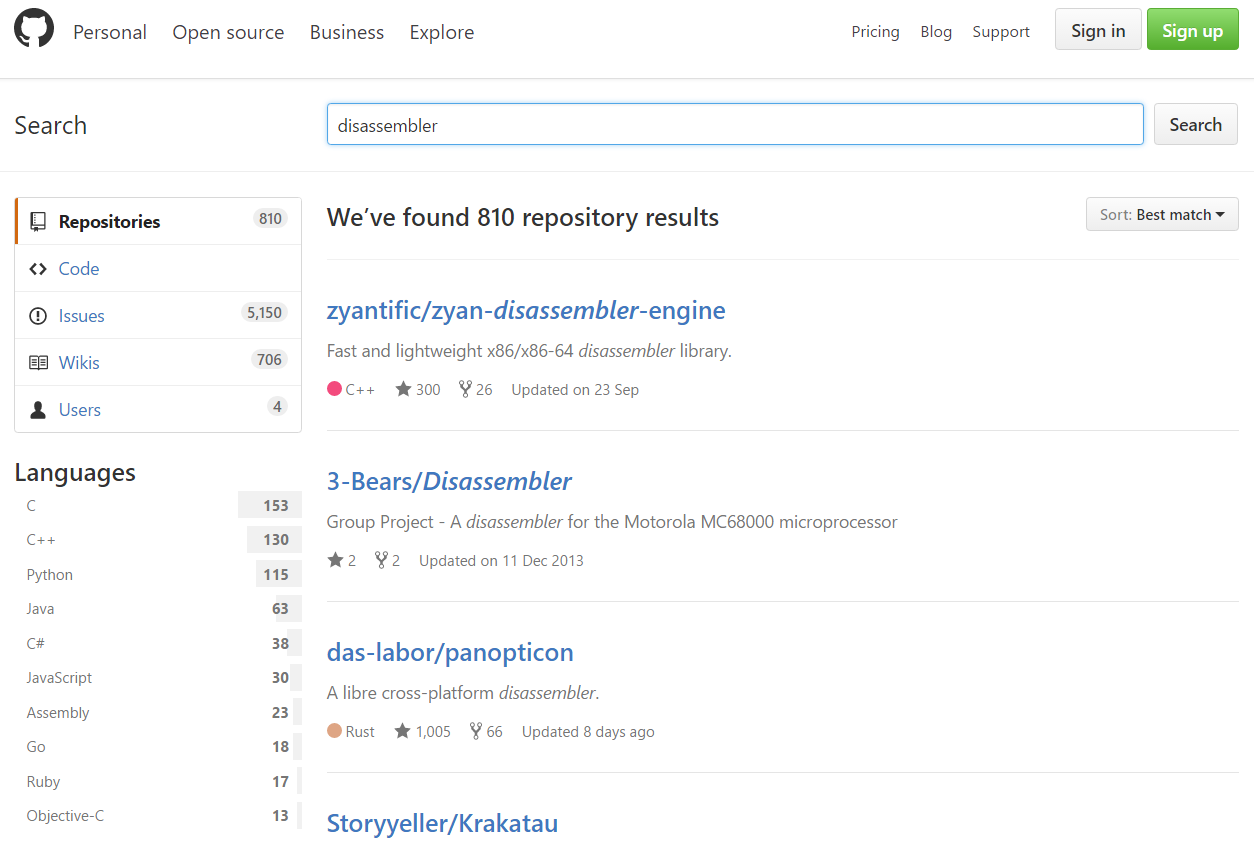 Personal Open source Business Explore Pricing Blog Support Sign in Sign up
Search disassembler Search
Repositories 810
Code
Issues 5,150
Wikis 706
Users 4
Languages
C 153
C++ 130
Python 115
Java 63
C# 38
JavaScript 30
Assembly 23
Go 18
Ruby 17
Objective-C 13
We’ve found 810 repository results
Sort: Best match
zyantific/zyan-disassembler-engine
Fast and lightweight x86/x86-64 disassembler library.
C++ 300 26 Updated on 23 Sep
3-Bears/Disassembler
Group Project - A disassembler for the Motorola MC68000 microprocessor
2 2 Updated on 11 Dec 2013
das-labor/panopticon
A libre cross-platform disassembler.
Rust 1,005 66 Updated 8 days ago
Storyyeller/Krakatau